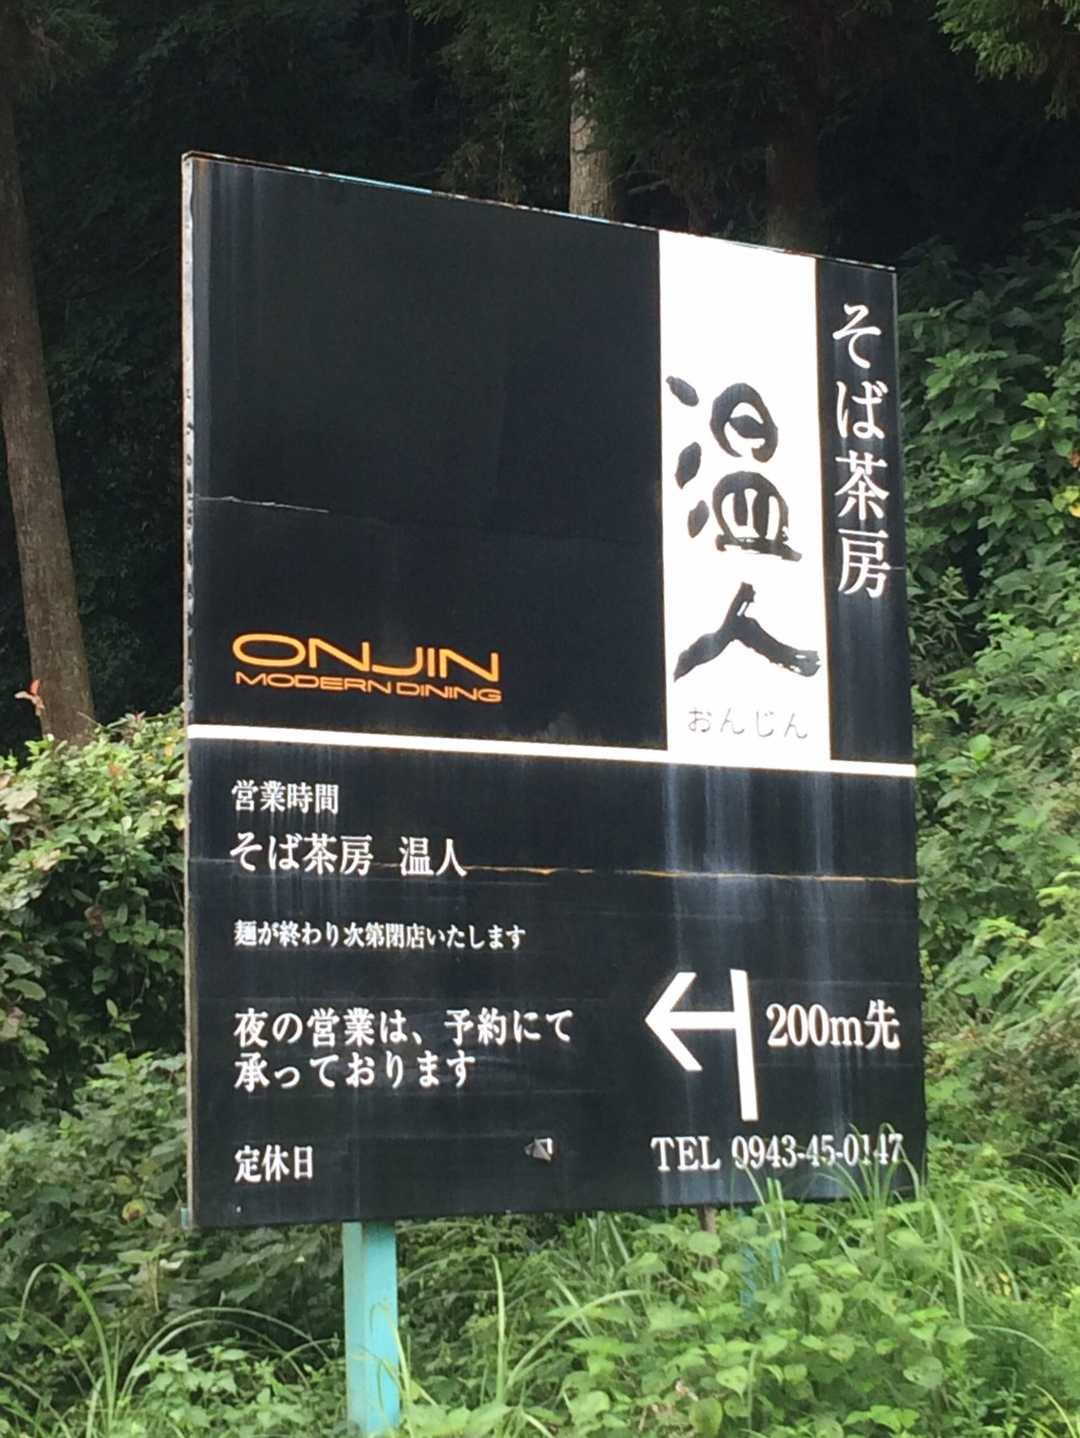 そば茶房
温人
おんじん
ONJIN
MODERN DINING
営業時間
そば茶房 温人
麺が終わり次第閉店いたします
夜の営業は、予約にて
承っております
200m先
定休日
TEL 0943-45-0147